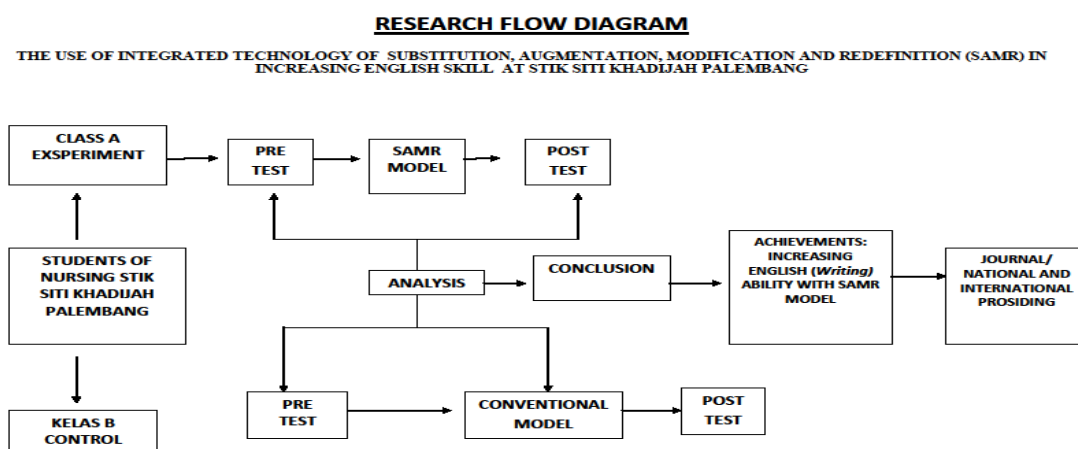 RESEARCH FLOW DIAGRAM
THE USE OF INTEGRATED TECHNOLOGY OF SUBSTITUTION, AUGMENTATION, MODIFICATION AND REDEFINITION (SAMR) IN
INCREASING ENGLISH SKILL AT STIK SITI KHADIJAH PALEMBANG
CLASS A
EXSPERIMENT
PRE
TEST
SAMR
MODEL
POST
TEST
STUDENTS OF
NURSING STIK
SITI KHADIJAH
PALEMBANG
ANALYSIS
CONCLUSION
ACHIEVEMENTS:
INCREASING
ENGLISH (Writing)
ABILITY WITH SAMR
MODEL
JOURNAL/
NATIONAL AND
INTERNATIONAL
PROSIDING
KELAS B
CONTROL
PRE
TEST
CONVENTIONAL
MODEL
POST
TEST